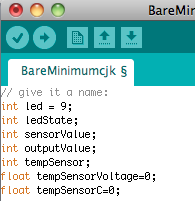 BareMin
BareMinimumcjk §
// give it a name:
int led = 9;
int ledState;
int sensorValue;
int outputValue;
int tempSensor;
float tempSensorVoltage=0;
float tempSensorC=0;